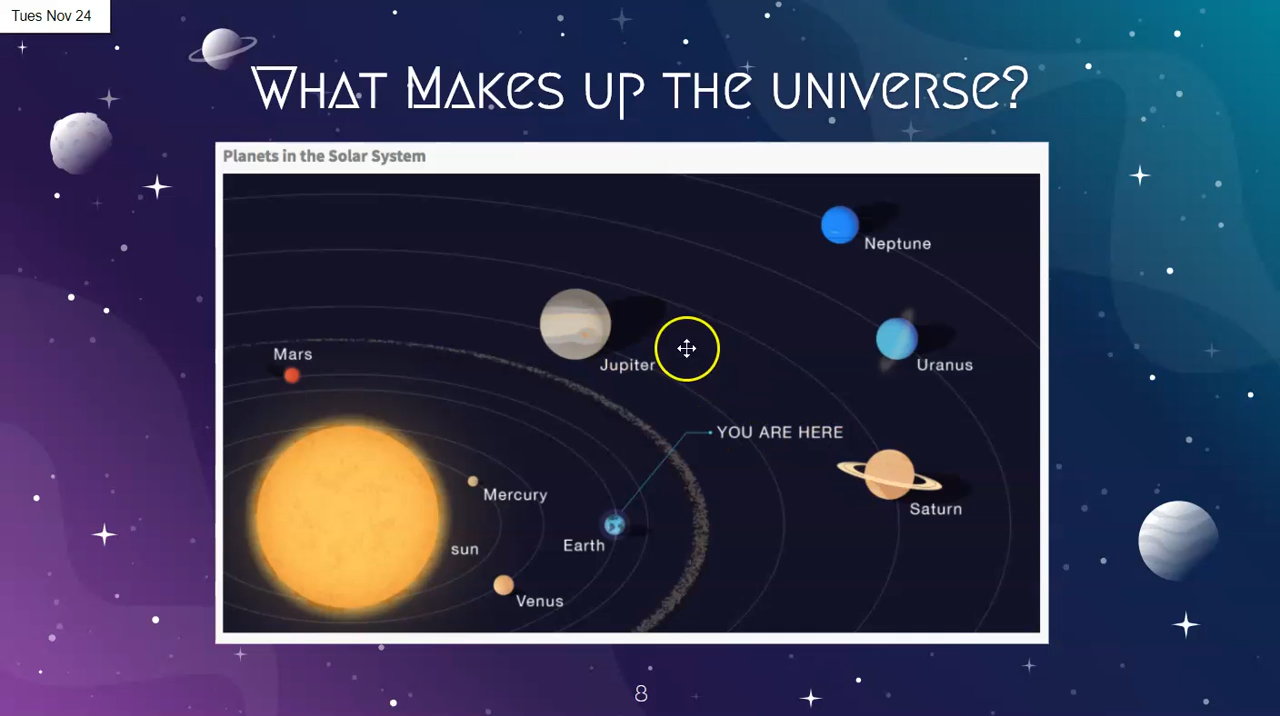 Tues Nov 24
What Makes up the universe?
Planets in the Solar System
Neptune
Mars
Jupiter
Uranus
YOU ARE HERE
Mercury
Saturn
Earth
sun
Venus
8